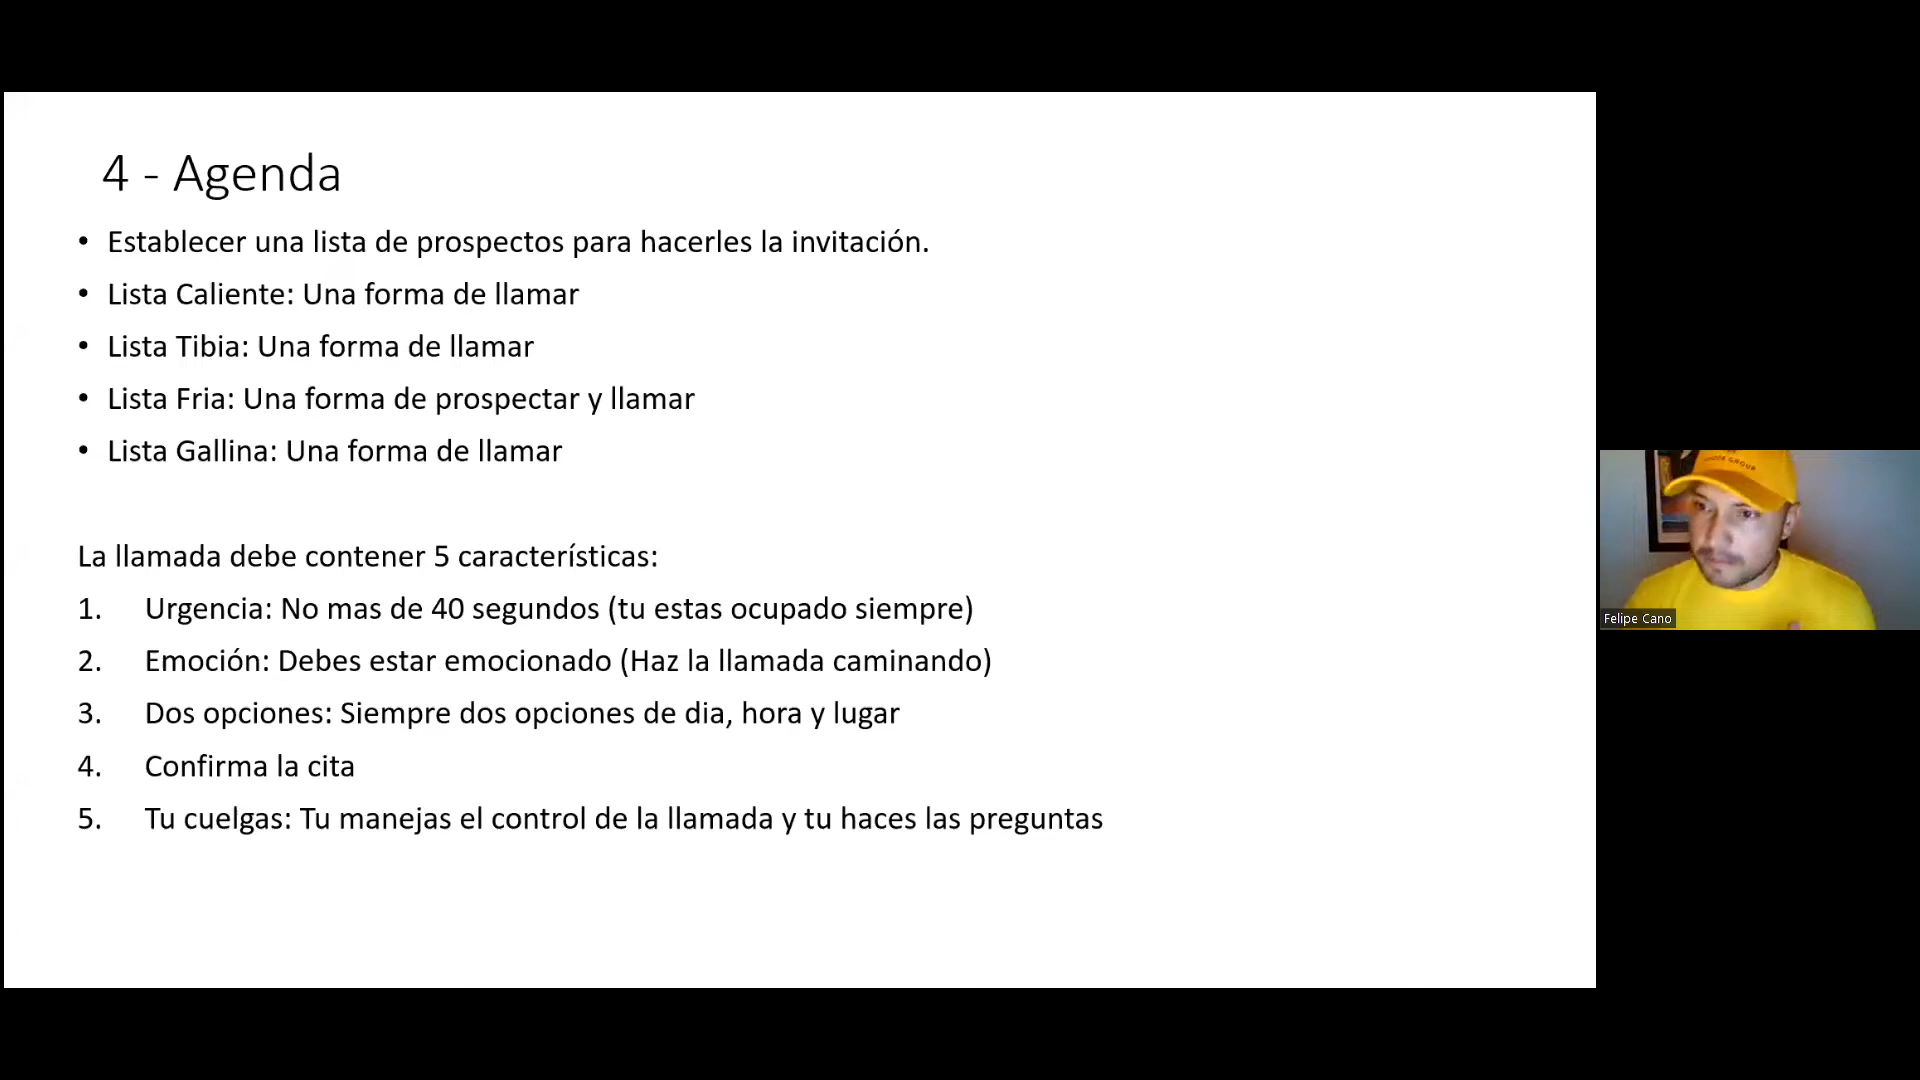 4 - Agenda
• Establecer una lista de prospectos para hacerles la invitación.
• Lista Caliente: Una forma de llamar
• Lista Tibia: Una forma de llamar
• Lista Fria: Una forma de prospectar y llamar
• Lista Gallina: Una forma de llamar
La llamada debe contener 5 características:
1. Urgencia: No mas de 40 segundos (tu estas ocupado siempre)
2. Emoción: Debes estar emocionado (Haz la llamada caminando)
3. Dos opciones: Siempre dos opciones de dia, hora y lugar
4. Confirma la cita
5. Tu cuelgas: Tu manejas el control de la llamada y tu haces las preguntas
GROUP
Felipe Cano